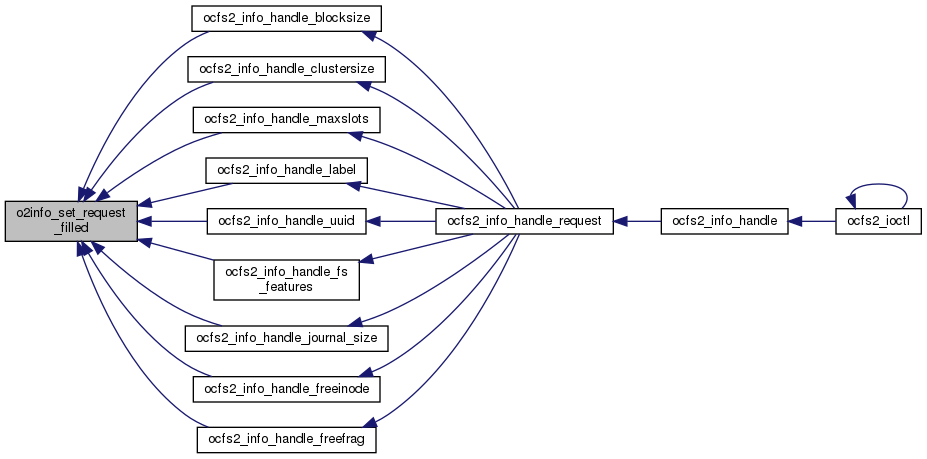 ocfs2_info_handle_blocksize
ocfs2_info_handle_clustersize
ocfs2_info_handle_maxslots
ocfs2_info_handle_label
o2info_set_request
_filled
ocfs2_info_handle_uuid
ocfs2_info_handle_request
ocfs2_info_handle
ocfs2_ioctl
ocfs2_info_handle_fs
_features
ocfs2_info_handle_journal_size
ocfs2_info_handle_freeinode
ocfs2_info_handle_freefrag